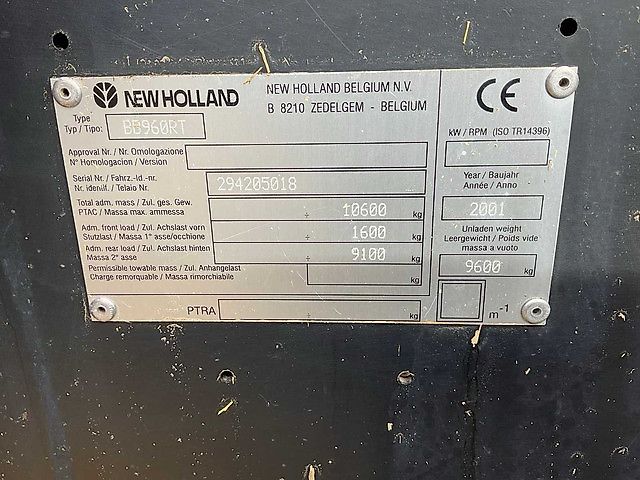 NEW HOLLAND
NEW HOLLAND BELGIUM N.V.
B 8210 ZEDELGEM - BELGIUM
CE
Type
Typ / Tipo:
BB960RT
kW / RPM (ISO TR14396)
Approval Nr. / Nr. Omologazione
N° Homologacion / Version
Serial Nr. / Fahrz.-Id.-nr.
Nr. idenif. / Telaio Nr.
294205018
Year / Baujahr
Année / Anno
2001
Total adm. mass / Zul. ges. Gew.
PTAC / Massa max. ammessa
÷ 10600 kg
Adm. front load / Zul. Achslast vorn
Stutzlast / Massa 1° asse/occhione
÷ 1600 kg
Adm. rear load / Zul. Achslast hinten
Massa 2° asse
÷ 9100 kg
Unladen weight
Leergewicht / Poids vide
massa a vuoto
9600 kg
Permissible towable mass / Zul. Anhangelast
Charge remorquable / Massa rimorchiabile
kg
PTRA
÷ kg
m-1